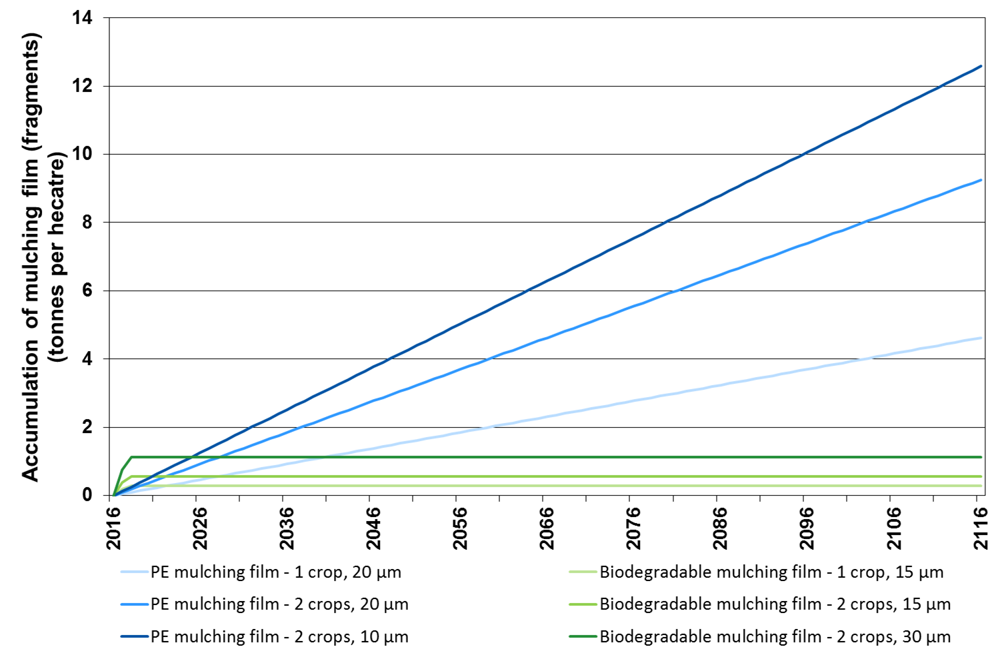 Accumulation of mulching film (fragments)
(tonnes per hecatre)
14
12
10
8
6
4
2
0
2016
2026
2036
2046
2056
2066
2076
2086
2096
2106
2116
PE mulching film - 1 crop, 20 µm
Biodegradable mulching film - 1 crop, 15 µm
PE mulching film - 2 crops, 20 µm
Biodegradable mulching film - 2 crops, 15 µm
PE mulching film - 2 crops, 10 µm
Biodegradable mulching film - 2 crops, 30 µm